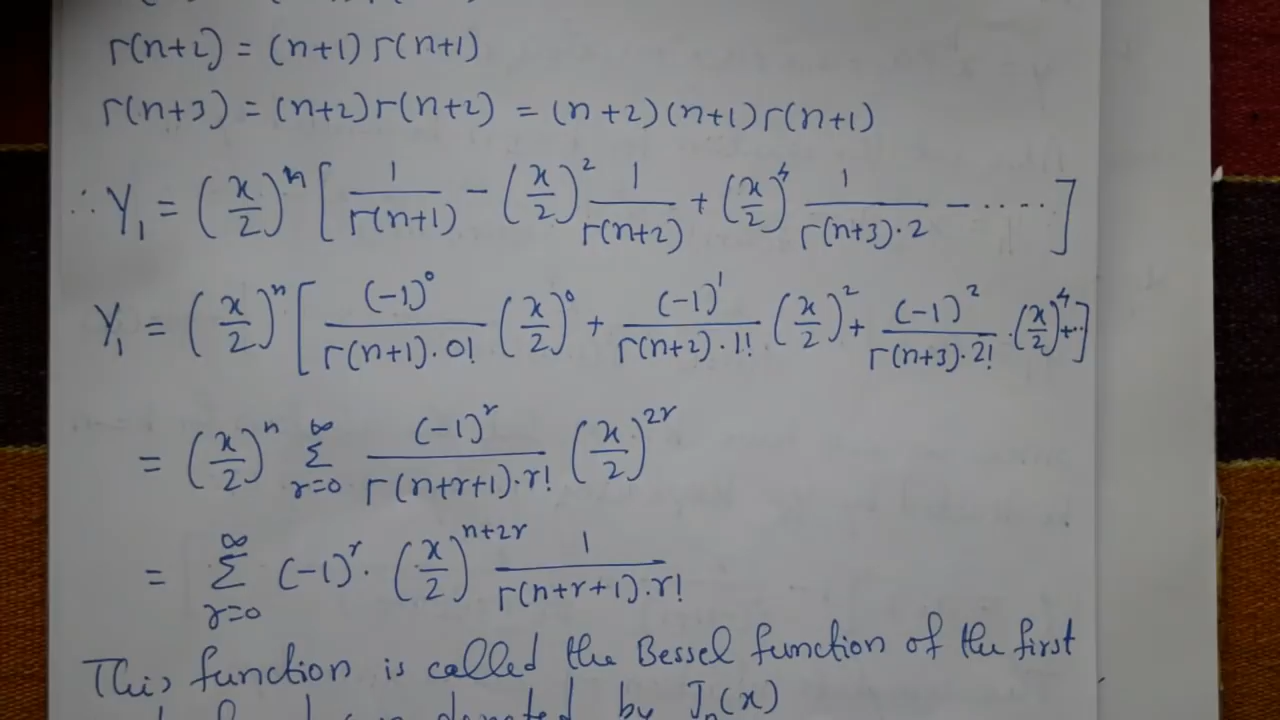 Γ(n+2) = (n+1) Γ(n+1)
Γ(n+3) = (n+2) Γ(n+2) = (n+2) (n+1) Γ(n+1)
∴ Y₁ = (x/2)ⁿ [ 1/Γ(n+1) − (x/2)² 1/Γ(n+2) + (x/2)⁴ 1/(Γ(n+3)·2) − ····· ]
Y₁ = (x/2)ⁿ [ (−1)⁰/(Γ(n+1)·0!) (x/2)⁰ + (−1)¹/(Γ(n+2)·1!) (x/2)² + (−1)²/(Γ(n+3)·2!) · (x/2)⁴ + ·· ]
= (x/2)ⁿ Σ_{r=0}^{∞} (−1)^r/(Γ(n+r+1)·r!) (x/2)^{2r}
= Σ_{r=0}^{∞} (−1)^r · (x/2)^{n+2r} 1/(Γ(n+r+1)·r!)
This function is called the Bessel function of the first
by Jₙ(x)